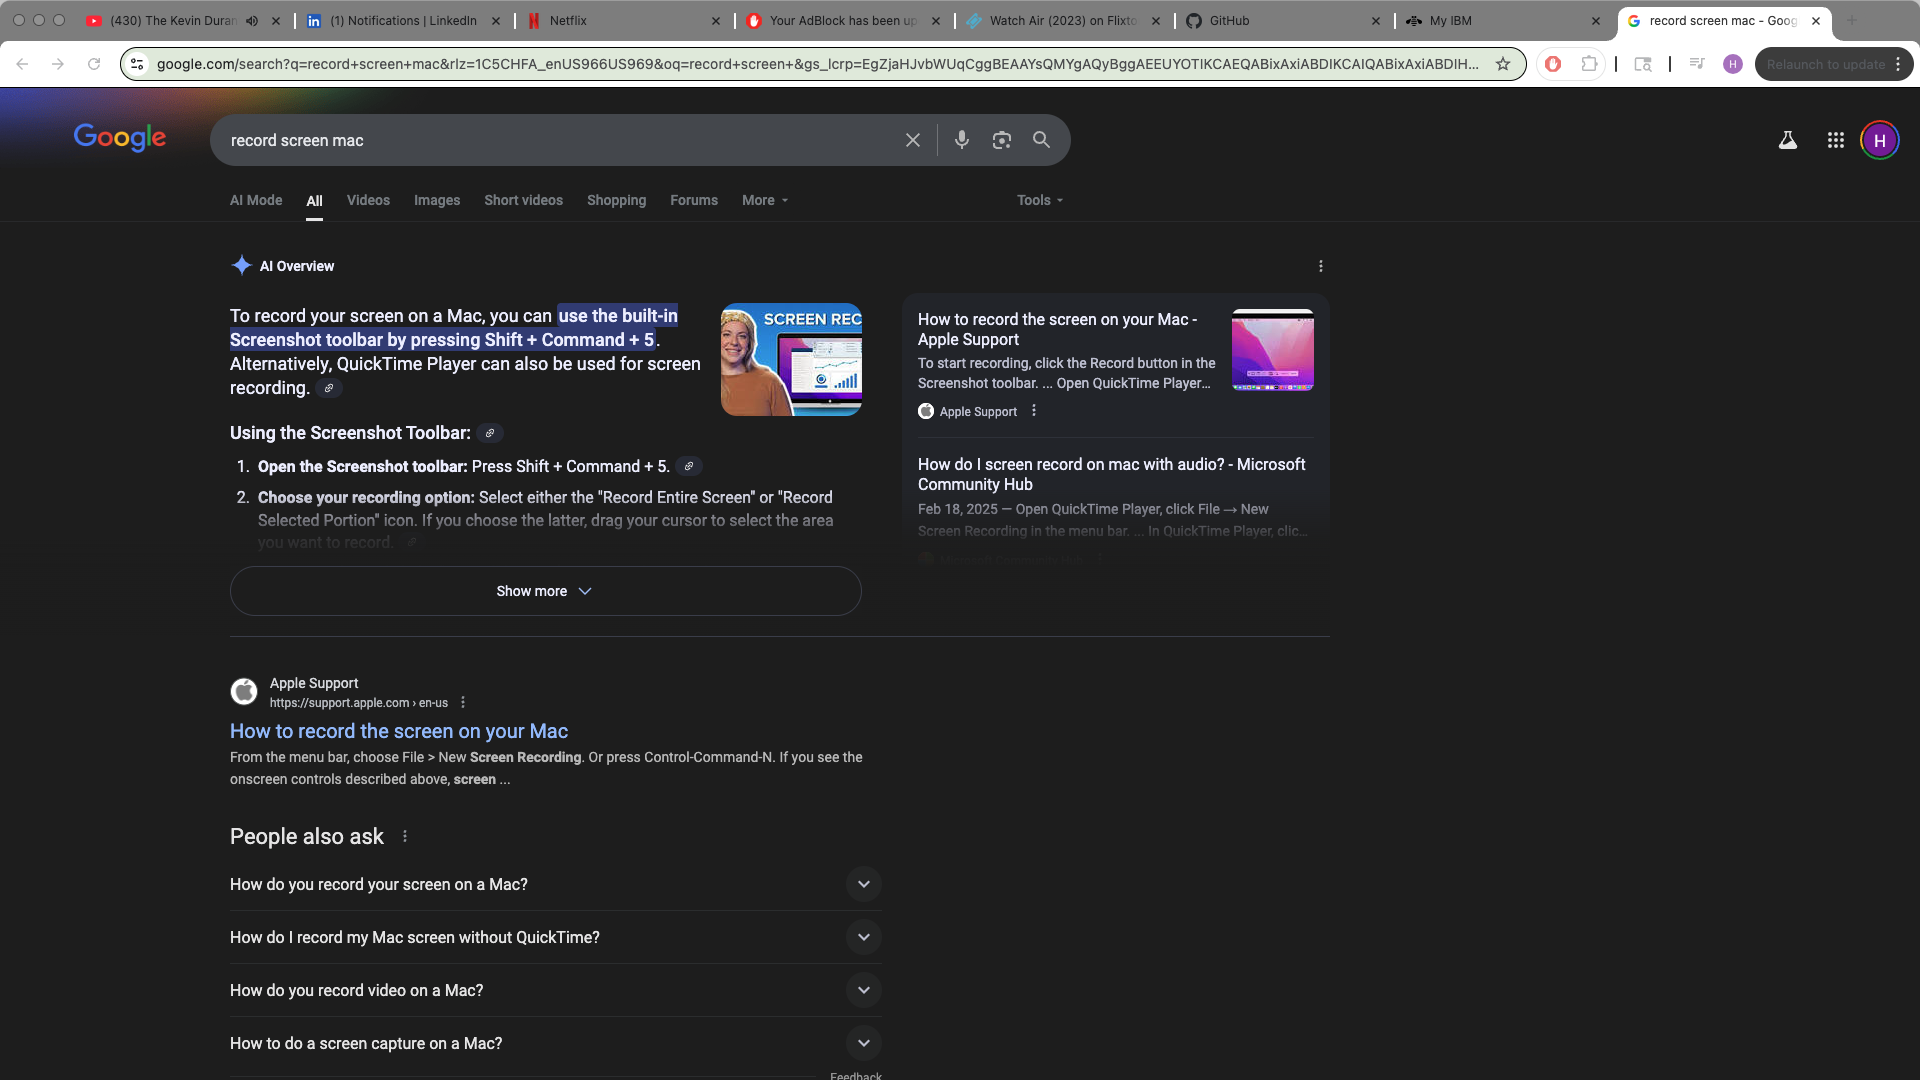 (430) The Kevin Duran
(1) Notifications | LinkedIn
Netflix
Your AdBlock has been up
Watch Air (2023) on Flixto
GitHub
My IBM
record screen mac - Goog
google.com/search?q=record+screen+mac&rlz=1C5CHFA_enUS966US969&oq=record+screen+&gs_lcrp=EgZjaHJvbWUqCggBEAAYsQMYgAQyBggAEEUYOTIKCAEQABixAxiABDIKCAIQABixAxiABDIH...
H
Relaunch to update
Google
record screen mac
H
AI Mode
All
Videos
Images
Short videos
Shopping
Forums
More
Tools
AI Overview
To record your screen on a Mac, you can use the built-in
Screenshot toolbar by pressing Shift + Command + 5.
Alternatively, QuickTime Player can also be used for screen
recording.
SCREEN REC
Using the Screenshot Toolbar:
1. Open the Screenshot toolbar: Press Shift + Command + 5.
2. Choose your recording option: Select either the "Record Entire Screen" or "Record
Selected Portion" icon. If you choose the latter, drag your cursor to select the area
you want to record.
Show more
How to record the screen on your Mac -
Apple Support
To start recording, click the Record button in the
Screenshot toolbar. ... Open QuickTime Player...
Apple Support
How do I screen record on mac with audio? - Microsoft
Community Hub
Feb 18, 2025 — Open QuickTime Player, click File → New
Screen Recording in the menu bar. ... In QuickTime Player, clic...
Apple Support
https://support.apple.com › en-us
How to record the screen on your Mac
From the menu bar, choose File > New Screen Recording. Or press Control-Command-N. If you see the
onscreen controls described above, screen ...
People also ask
How do you record your screen on a Mac?
How do I record my Mac screen without QuickTime?
How do you record video on a Mac?
How to do a screen capture on a Mac?
Feedback